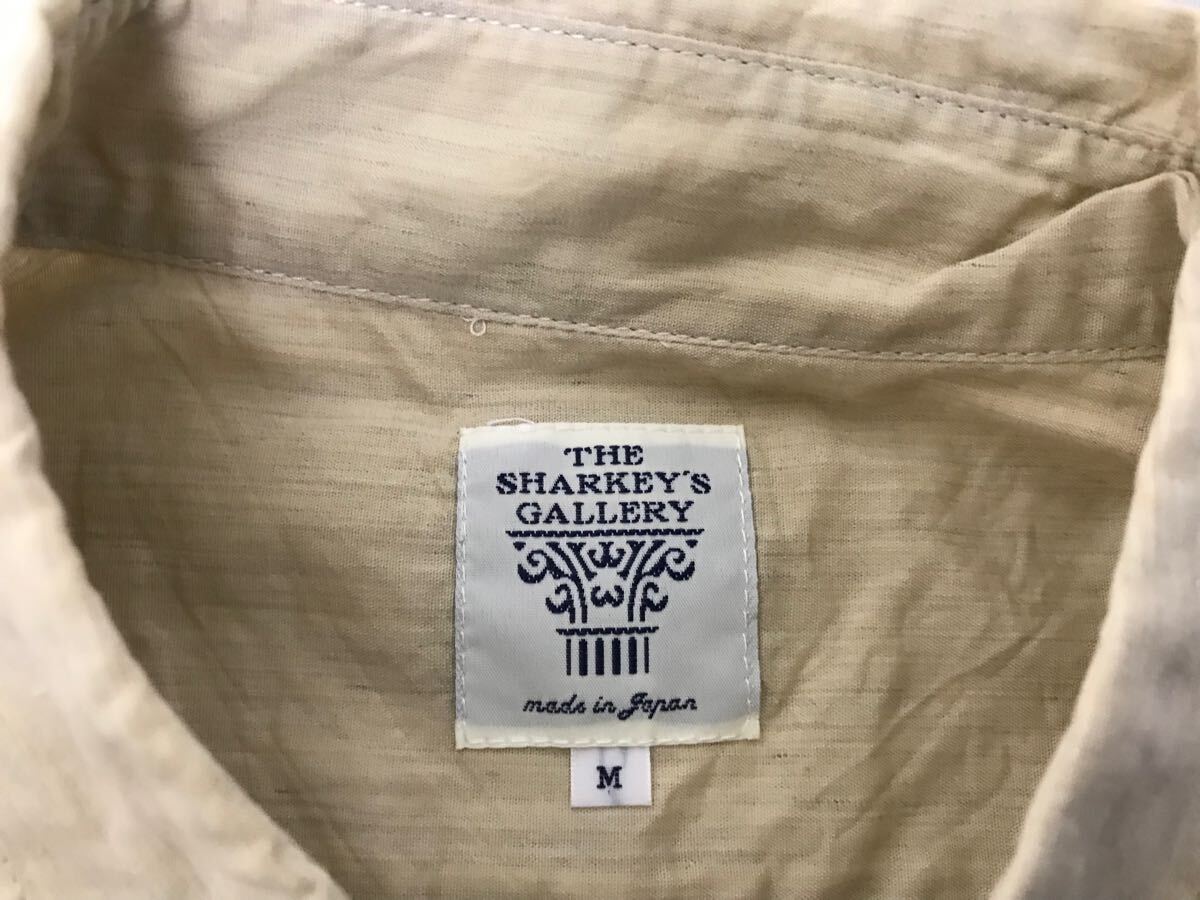 THE
SHARKEY'S
GALLERY
made in Japan
M